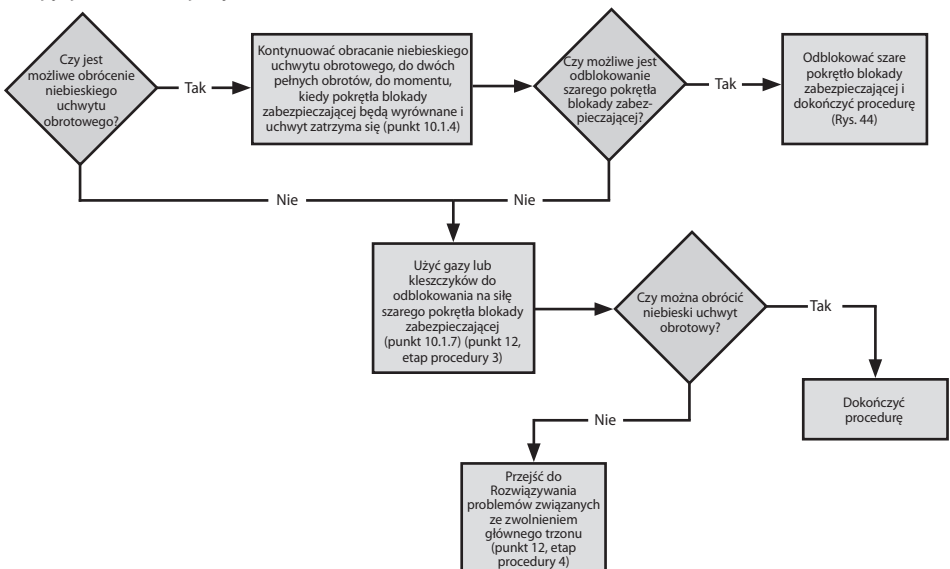 Czy jest
możliwe obrócenie
niebieskiego
uchwytu
obrotowego?
Tak
Kontynuować obracanie niebieskiego
uchwytu obrotowego, do dwóch
pełnych obrotów, do momentu,
kiedy pokrętła blokady
zabezpieczającej będą wyrównane i
uchwyt zatrzyma się (punkt 10.1.4)
Czy możliwe jest
odblokowanie
szarego pokrętła
blokady zabez-
pieczającej?
Tak
Odblokować szare
pokrętło blokady
zabezpieczającej i
dokończyć procedurę
(Rys. 44)
Nie
Nie
Użyć gazy lub
kleszczyków do
odblokowania na siłę
szarego pokrętła blokady
zabezpieczającej
(punkt 10.1.7) (punkt 12,
etap procedury 3)
Czy można obrócić
niebieski uchwyt
obrotowy?
Tak
Dokończyć
procedurę
Nie
Przejść do
Rozwiązywania
problemów związanych
ze zwolnieniem
głównego trzonu
(punkt 12, etap
procedury 4)